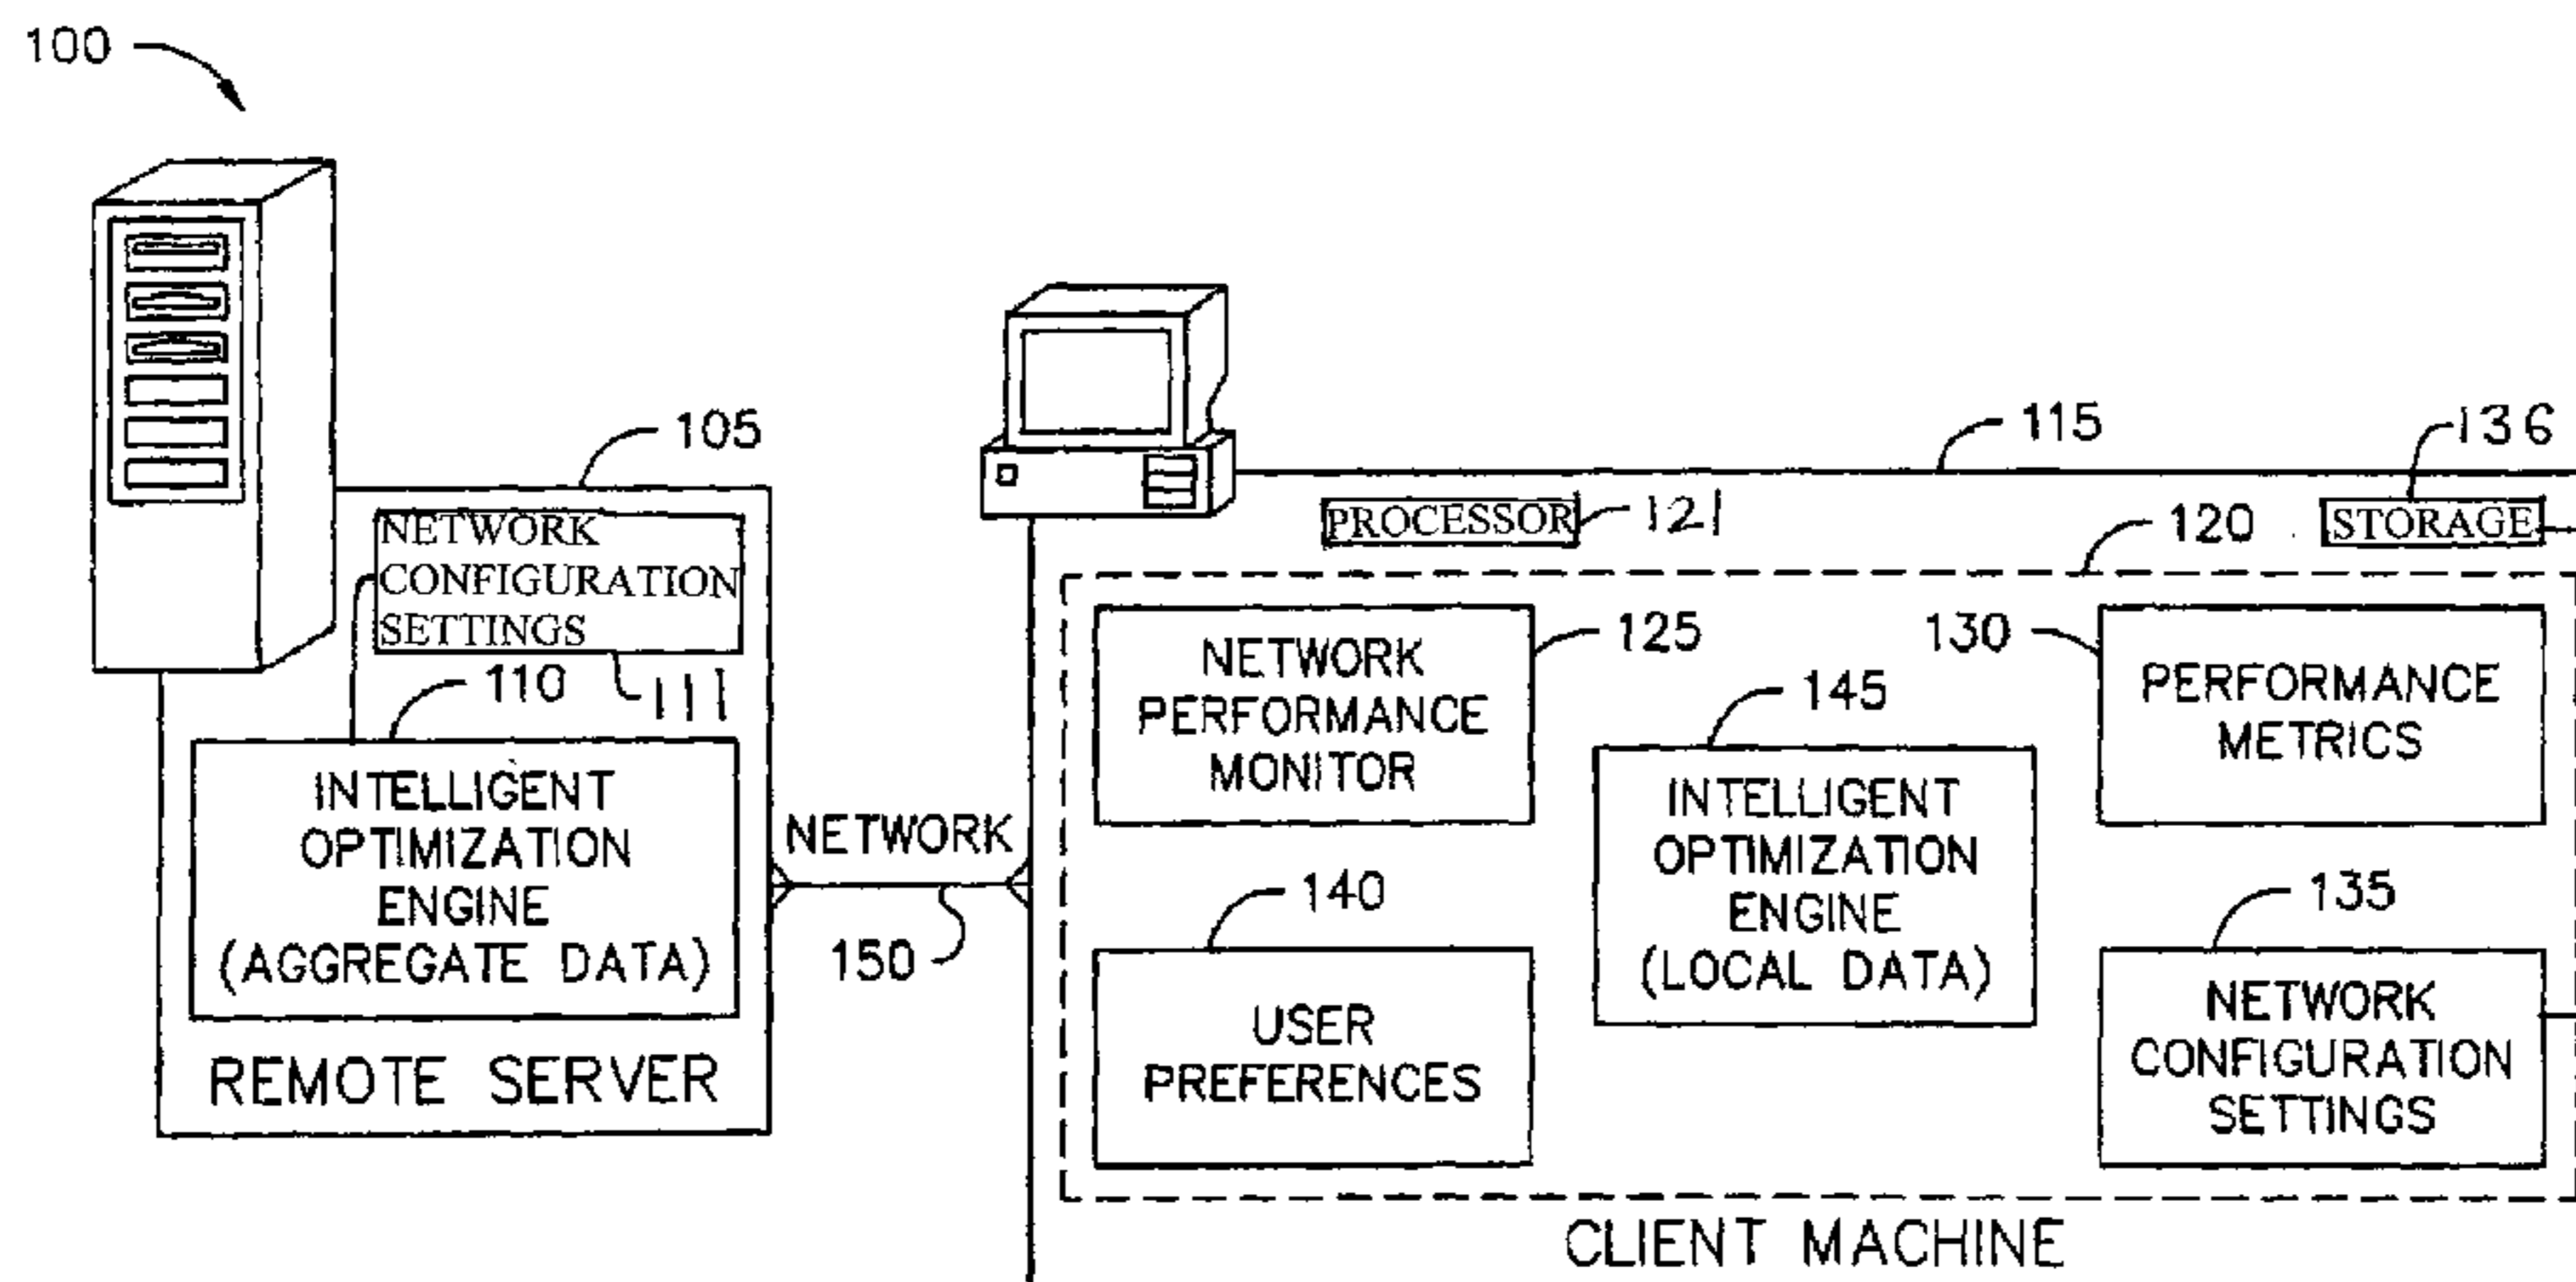 100
105
NETWORK
CONFIGURATION
SETTINGS
111
110
INTELLIGENT
OPTIMIZATION
ENGINE
(AGGREGATE DATA)
REMOTE SERVER
NETWORK
150
115
PROCESSOR
121
136
STORAGE
120
NETWORK
PERFORMANCE
MONITOR
125
130
PERFORMANCE
METRICS
145
INTELLIGENT
OPTIMIZATION
ENGINE
(LOCAL DATA)
140
USER
PREFERENCES
135
NETWORK
CONFIGURATION
SETTINGS
CLIENT MACHINE